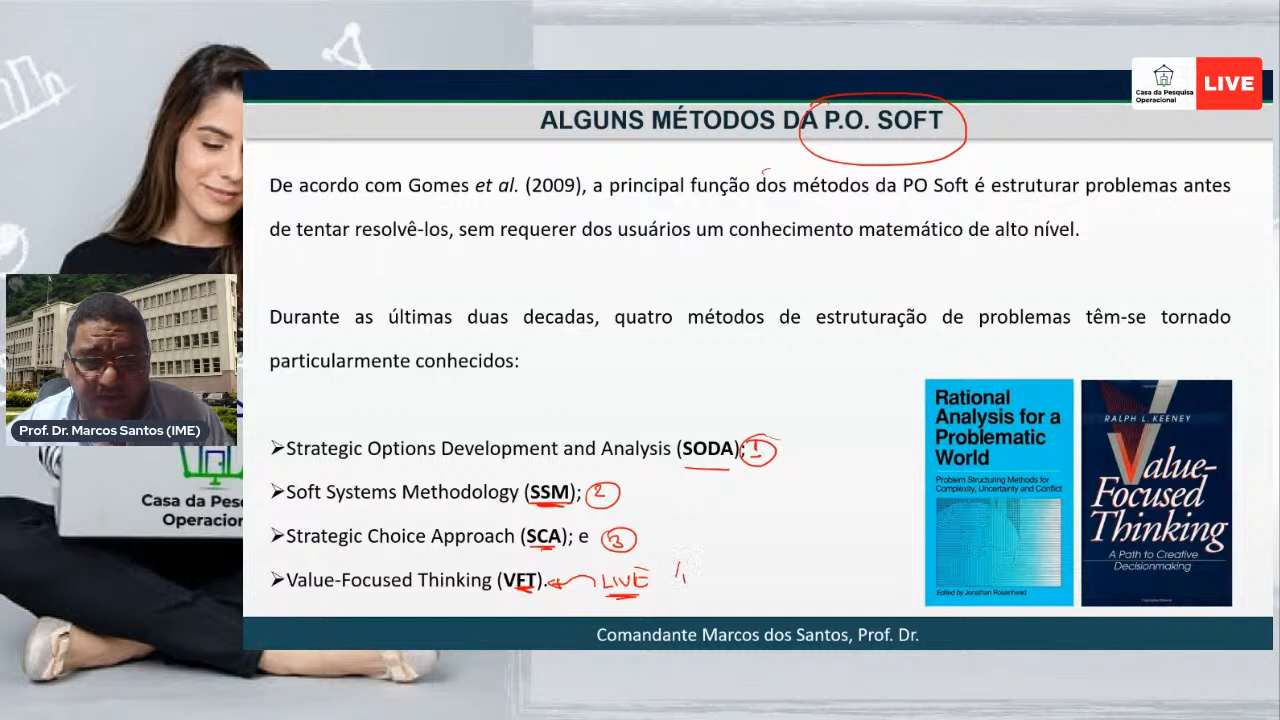 Casa da Pesquisa
Operacional
LIVE
ALGUNS MÉTODOS DA P.O. SOFT
De acordo com Gomes et al. (2009), a principal função dos métodos da PO Soft é estruturar problemas antes
de tentar resolvê-los, sem requerer dos usuários um conhecimento matemático de alto nível.
Durante as últimas duas decadas, quatro métodos de estruturação de problemas têm-se tornado
particularmente conhecidos:
➢Strategic Options Development and Analysis (SODA); 1
➢Soft Systems Methodology (SSM); 2
➢Strategic Choice Approach (SCA); e 3
➢Value-Focused Thinking (VFT). LIVE
Rational
Analysis for a
Problematic
World
Problem Structuring Methods for
Complexity, Uncertainty and Conflict
Edited by Jonathan Rosenhead
RALPH L. KEENEY
Value-
Focused
Thinking
A Path to Creative
Decisionmaking
Prof. Dr. Marcos Santos (IME)
Casa da Pes
Operacior
Comandante Marcos dos Santos, Prof. Dr.